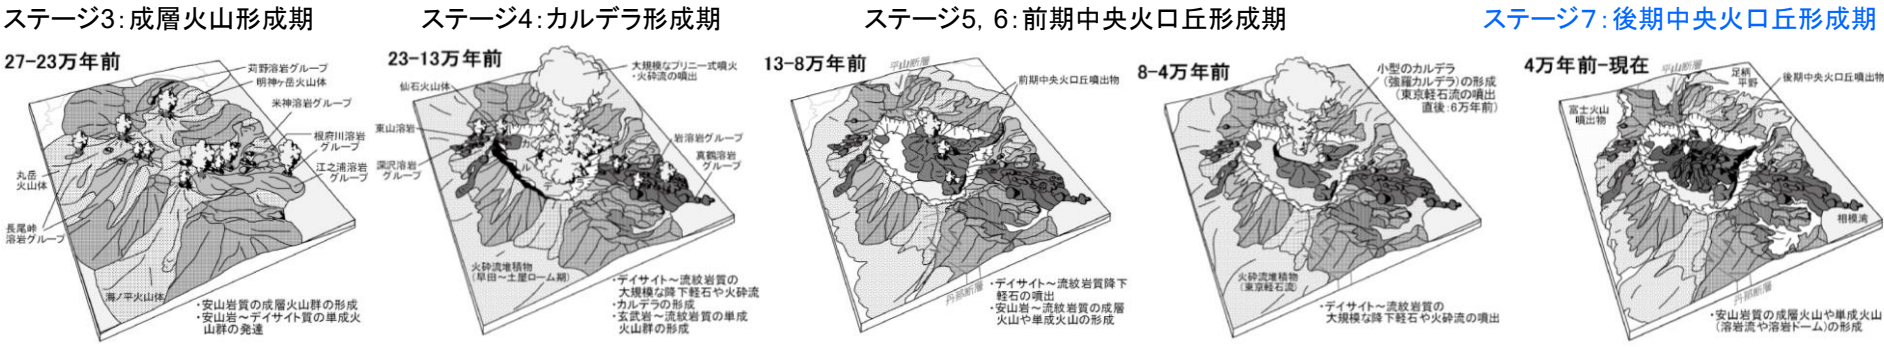 ステージ3：成層火山形成期
27-23万年前
苅野溶岩グループ
明神ヶ岳火山体
米神溶岩グループ
根府川溶岩
グループ
江之浦溶岩
グループ
丸岳
火山体
長尾峠
溶岩グループ
海ノ平火山体
・安山岩質の成層火山群の形成
・安山岩～デイサイト質の単成火
山群の発達
ステージ4：カルデラ形成期
23-13万年前
大規模なプリニー式噴火
・火砕流の噴出
仙石火山体
東山溶岩
深沢溶岩
グループ
カルデラ
岩溶岩グループ
真鶴溶岩
グループ
火砕流堆積物
(早田～土屋ローム期)
・デイサイト～流紋岩質の
大規模な降下軽石や火砕流
・カルデラの形成
・玄武岩～流紋岩質の単成
火山群の形成
ステージ5，6：前期中央火口丘形成期
13-8万年前
平山断層
前期中央火口丘噴出物
丹那断層
・デイサイト～流紋岩質降下
軽石の噴出
・安山岩～流紋岩質の成層
火山や単成火山の形成
8-4万年前
小型のカルデラ
(強羅カルデラ)の形成
(東京軽石流の噴出
直後：6万年前)
火砕流堆積物
(東京軽石流)
・デイサイト～流紋岩質の
大規模な降下軽石や火砕流の噴出
ステージ7：後期中央火口丘形成期
4万年前-現在
平山断層
足柄
平野
後期中央火口丘噴出物
富士火山
噴出物
相模湾
丹那断層
・安山岩質の成層火山や単成火山
(溶岩流や溶岩ドーム)の形成